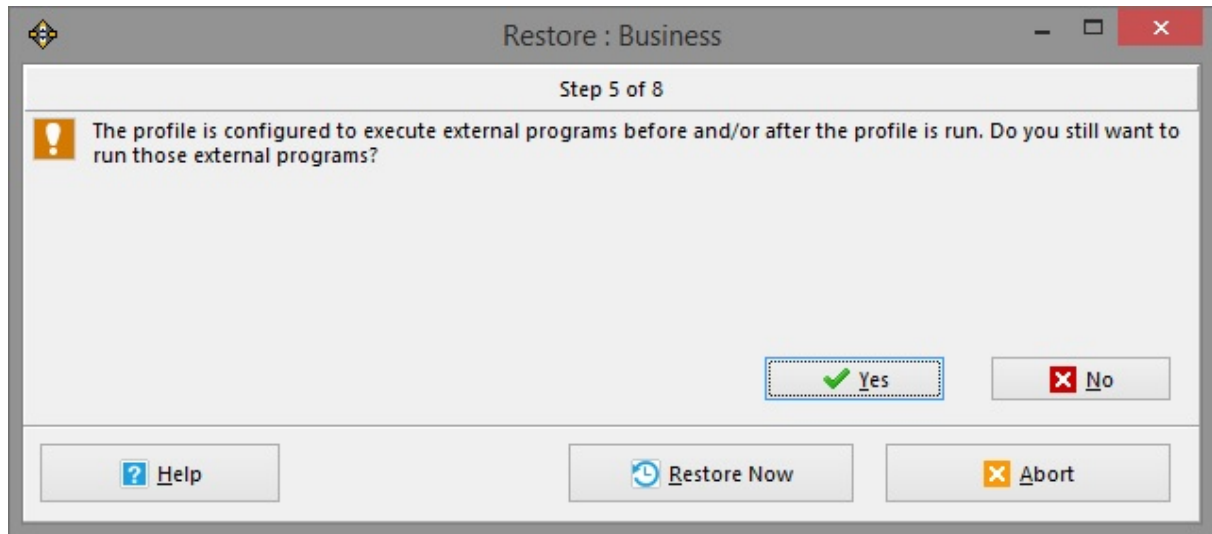 Restore : Business
Step 5 of 8
The profile is configured to execute external programs before and/or after the profile is run. Do you still want to
run those external programs?
Yes
No
Help
Restore Now
Abort